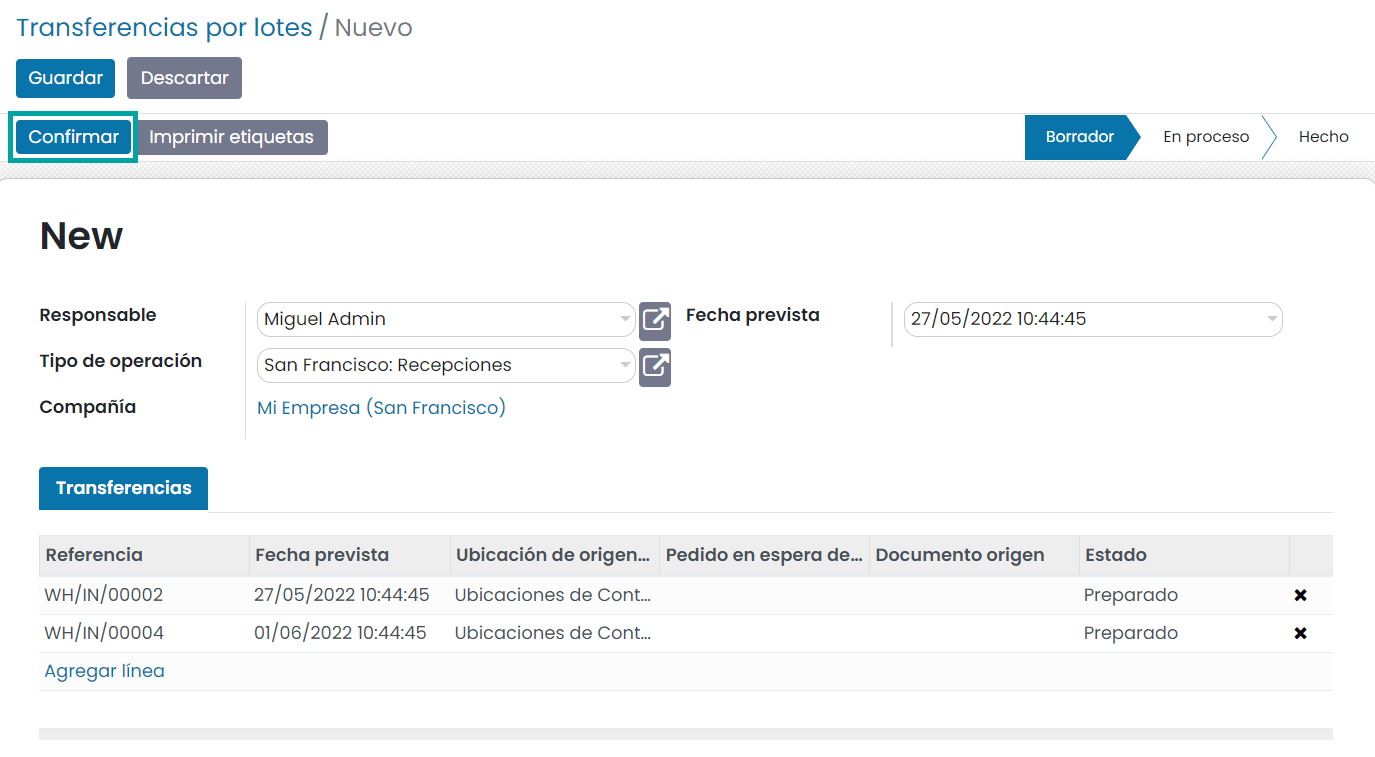 Transferencias por lotes / Nuevo
Guardar Descartar
Confirmar Imprimir etiquetas Borrador En proceso Hecho
New
Responsable Miguel Admin Fecha prevista 27/05/2022 10:44:45
Tipo de operación San Francisco: Recepciones
Compañía Mi Empresa (San Francisco)
Transferencias
Referencia Fecha prevista Ubicación de origen... Pedido en espera de... Documento origen Estado
WH/IN/00002 27/05/2022 10:44:45 Ubicaciones de Cont... Preparado
WH/IN/00004 01/06/2022 10:44:45 Ubicaciones de Cont... Preparado
Agregar línea